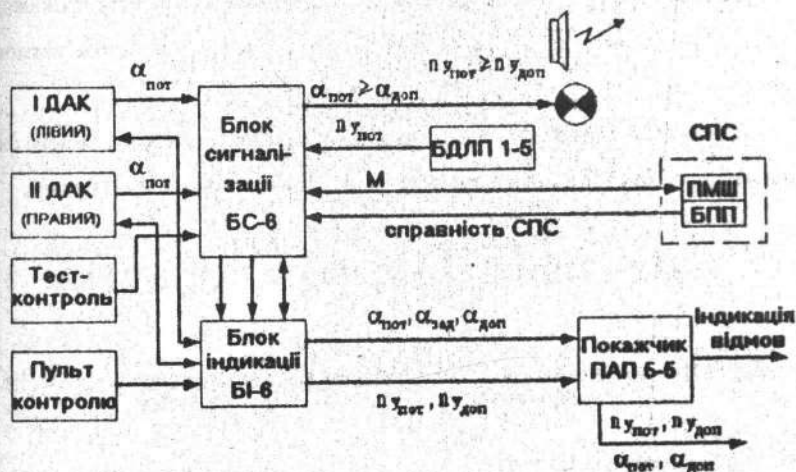 n y пот ⩾ n y доп
α пот
α пот ⩾ α доп
І ДАК
(ЛІВИЙ)
Блок
сигналі-
зації
БС-6
n y пот
БДЛП 1-5
СПС
α пот
ІІ ДАК
(ПРАВИЙ)
М
ПМШ
БПП
справність СПС
Тест-
контроль
Блок
індикації
БІ-6
α пот, α зад, α доп
Покажчик
ПАП 5-5
Індикація
відмов
Пульт
контролю
n y пот, n y доп
n y пот, n y доп
α пот, α доп